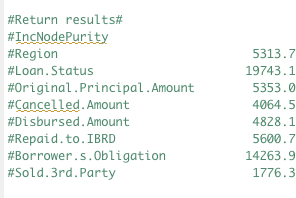 #Return results#
#IncNodePurity
#Region 5313.7
#Loan.Status 19743.1
#Original.Principal.Amount 5353.0
#Cancelled.Amount 4064.5
#Disbursed.Amount 4828.1
#Repaid.to.IBRD 5600.7
#Borrower.s.Obligation 14263.9
#Sold.3rd.Party 1776.3